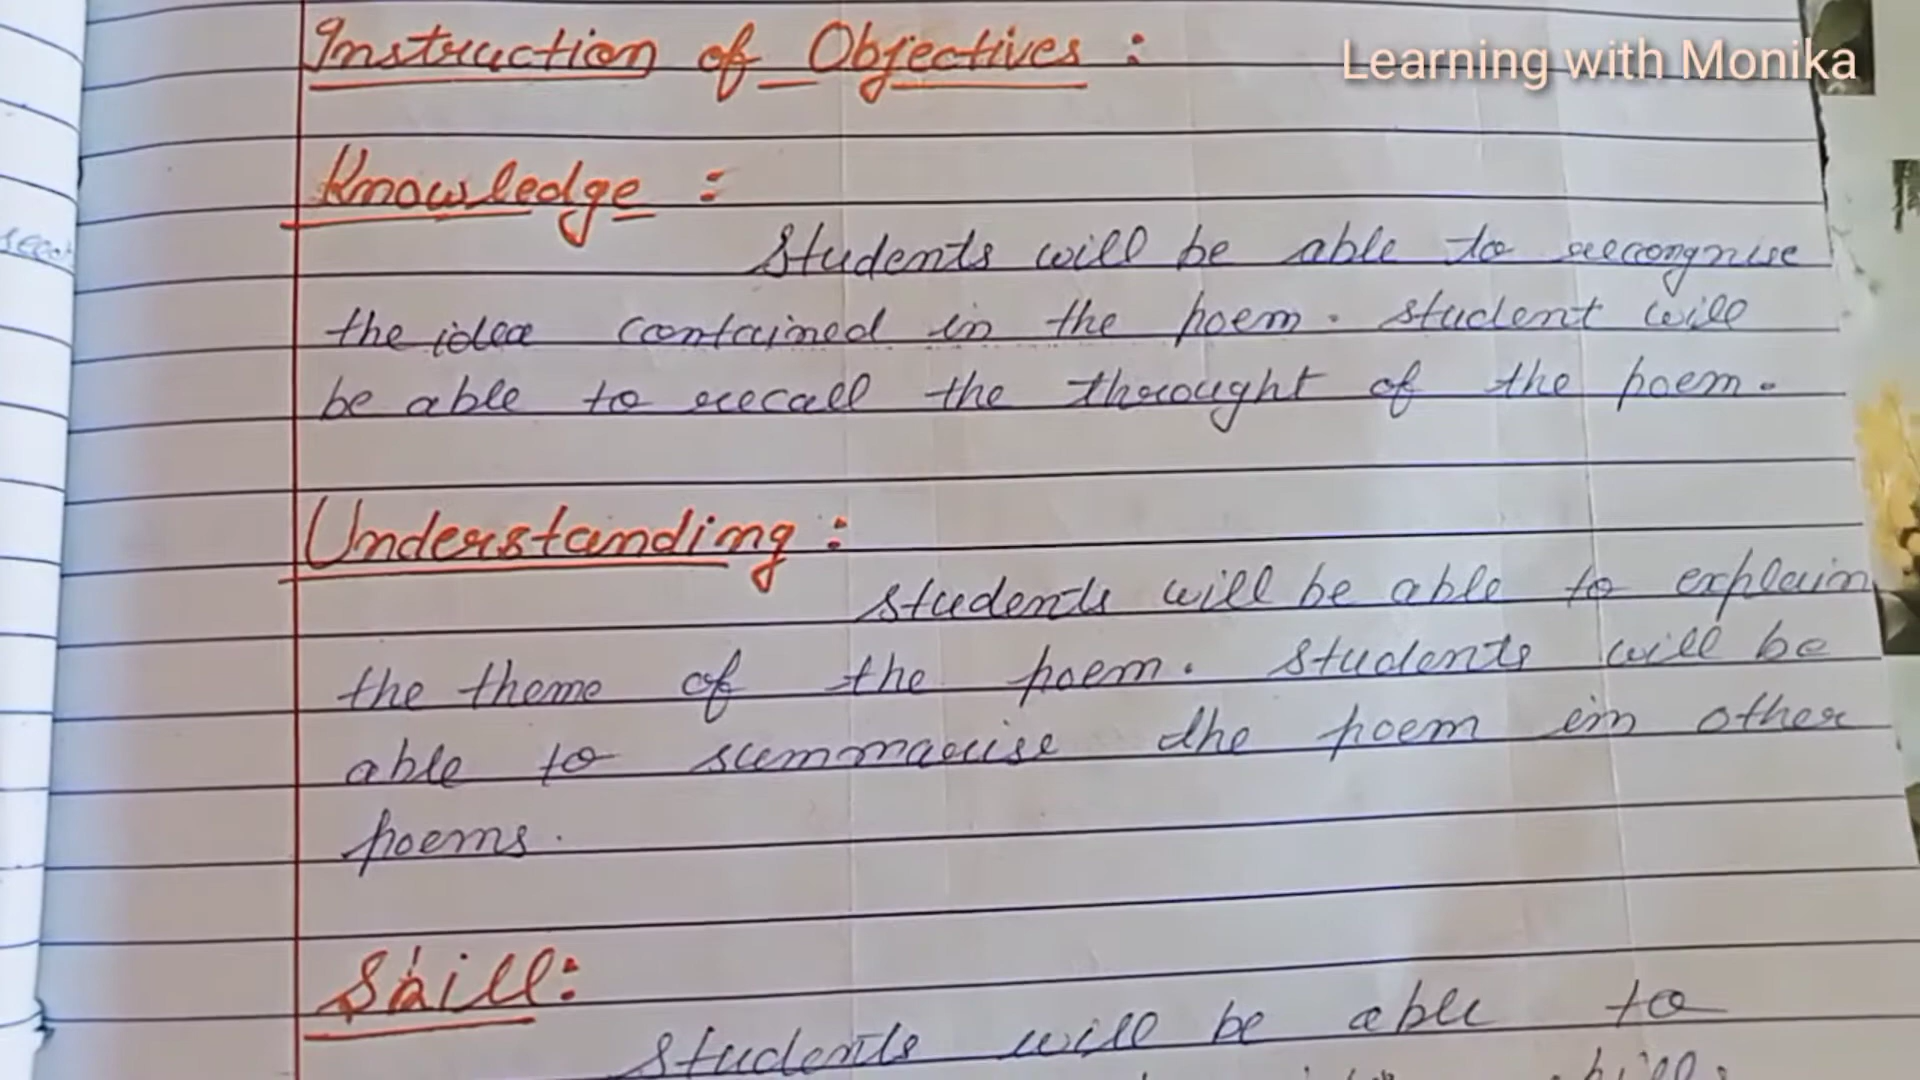 Instruction of Objectives :
Learning with Monika
Knowledge :
Students will be able to recongnise
the idea contained in the poem. student will
be able to recall the throught of the poem.
Understanding :
students will be able to explain
the theme of the poem. students will be
able to summarise the poem in other
poems.
Skill:
Students will be able to